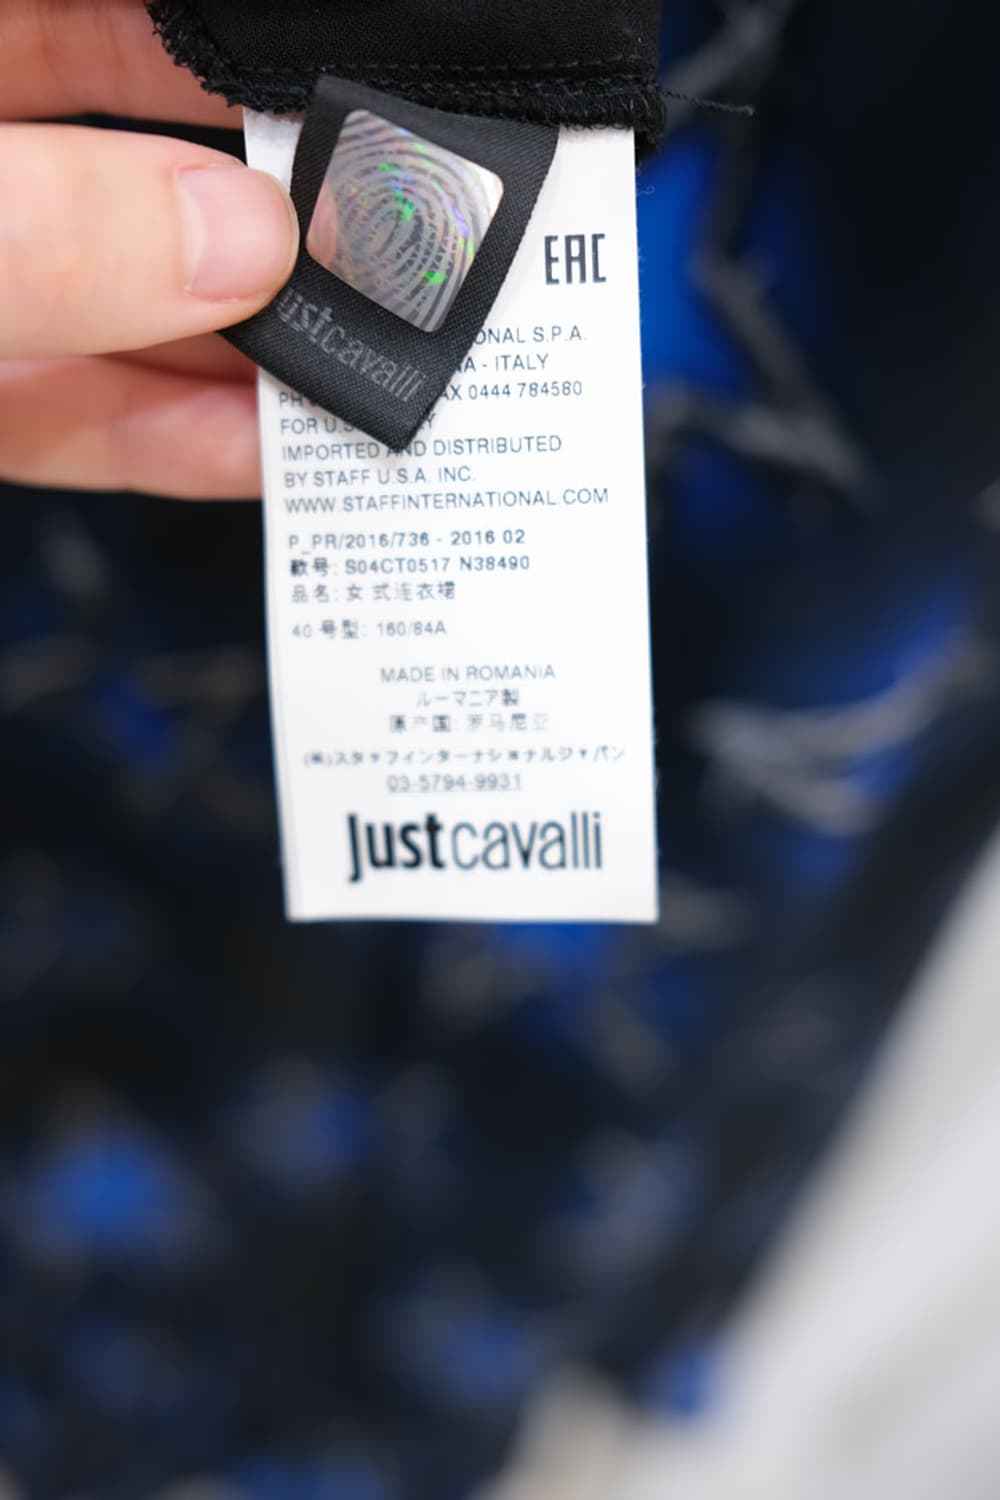 EAC
justcavalli
ONAL S.P.A.
A - ITALY
PH AX 0444 784580
FOR U.S Y
IMPORTED AND DISTRIBUTED
BY STAFF U.S.A. INC.
WWW.STAFFINTERNATIONAL.COM
P_PR/2016/736 - 2016 02
款号: S04CT0517 N38490
品名: 女式连衣裙
40 号型: 160/84A
MADE IN ROMANIA
ルーマニア製
原产国: 罗马尼亚
(株)スタッフインターナショナルジャパン
03-5794-9931
justcavalli